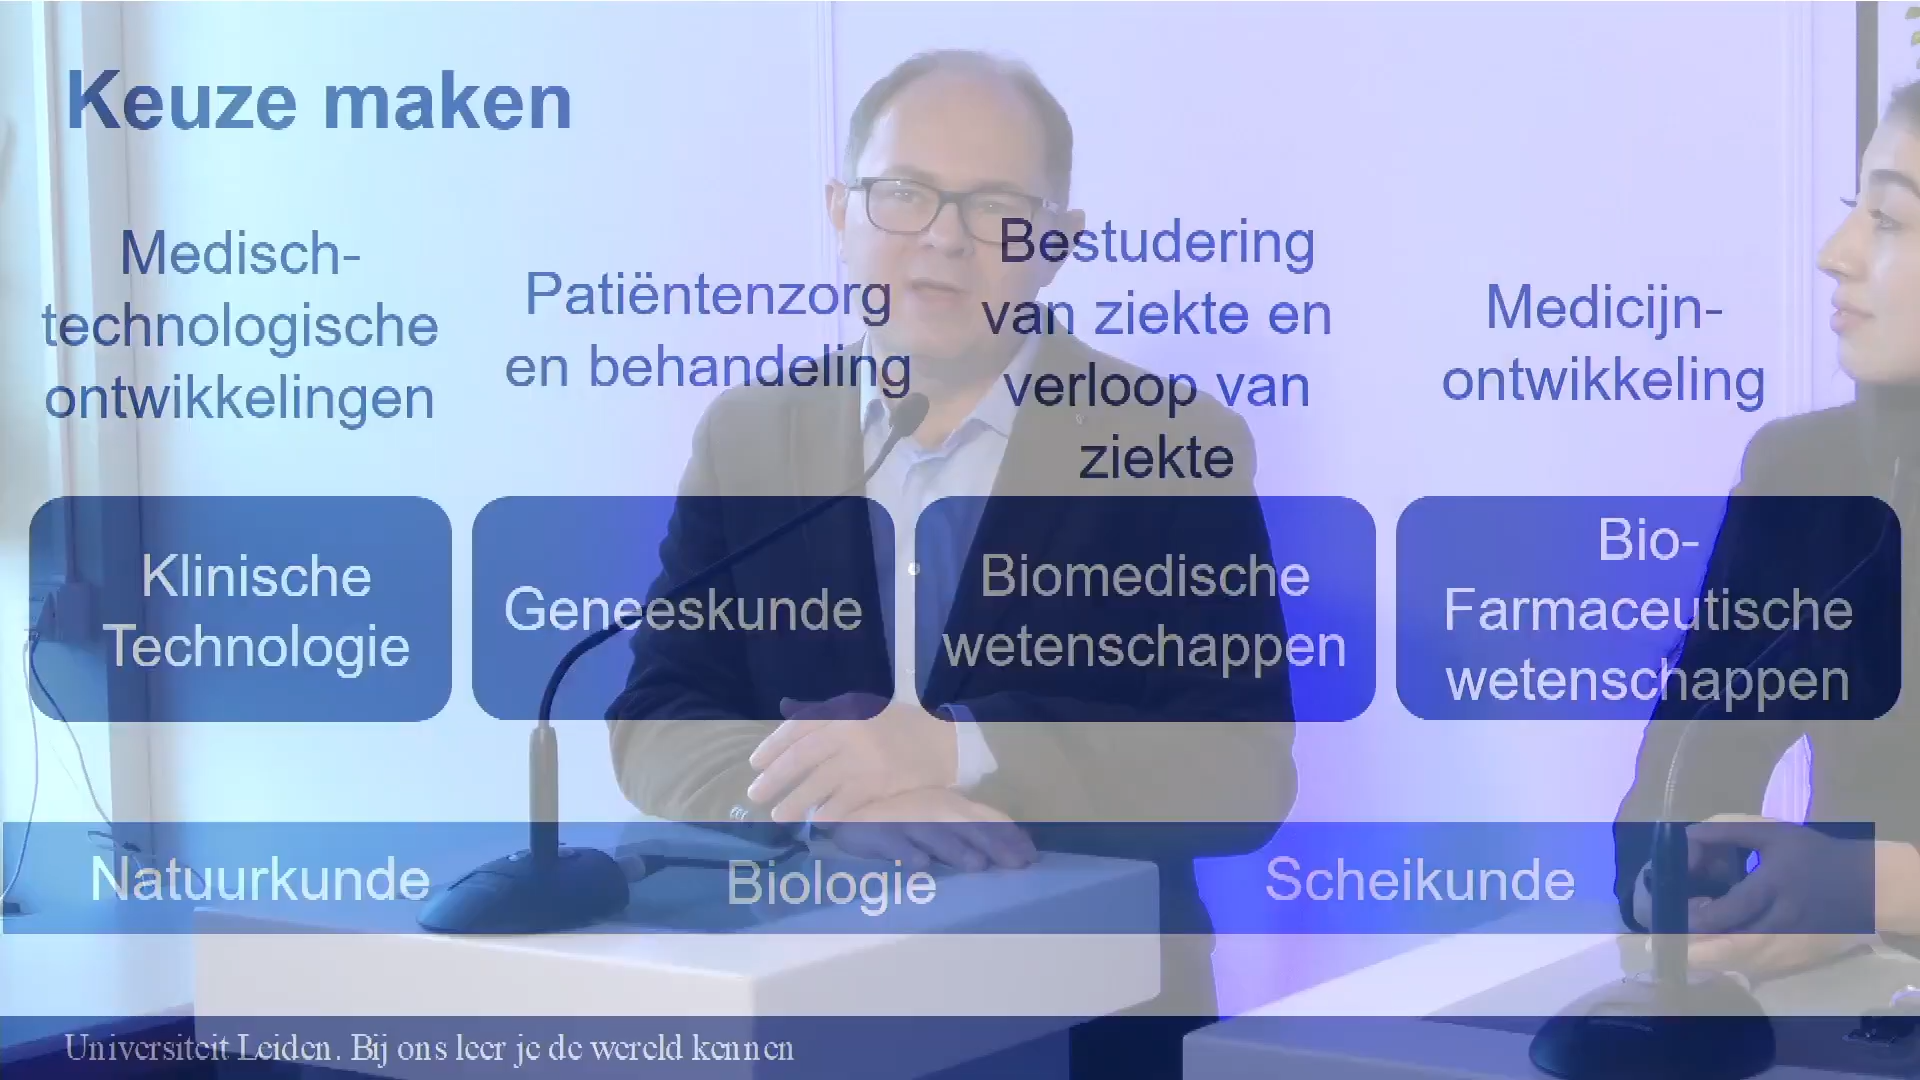 Keuze maken
Medisch-
technologische
ontwikkelingen
Patiëntenzorg
en behandeling
Bestudering
van ziekte en
verloop van
ziekte
Medicijn-
ontwikkeling
Klinische
Technologie
Geneeskunde
Biomedische
wetenschappen
Bio-
Farmaceutische
wetenschappen
Natuurkunde
Biologie
Scheikunde
Universiteit Leiden. Bij ons leer je de wereld kennen